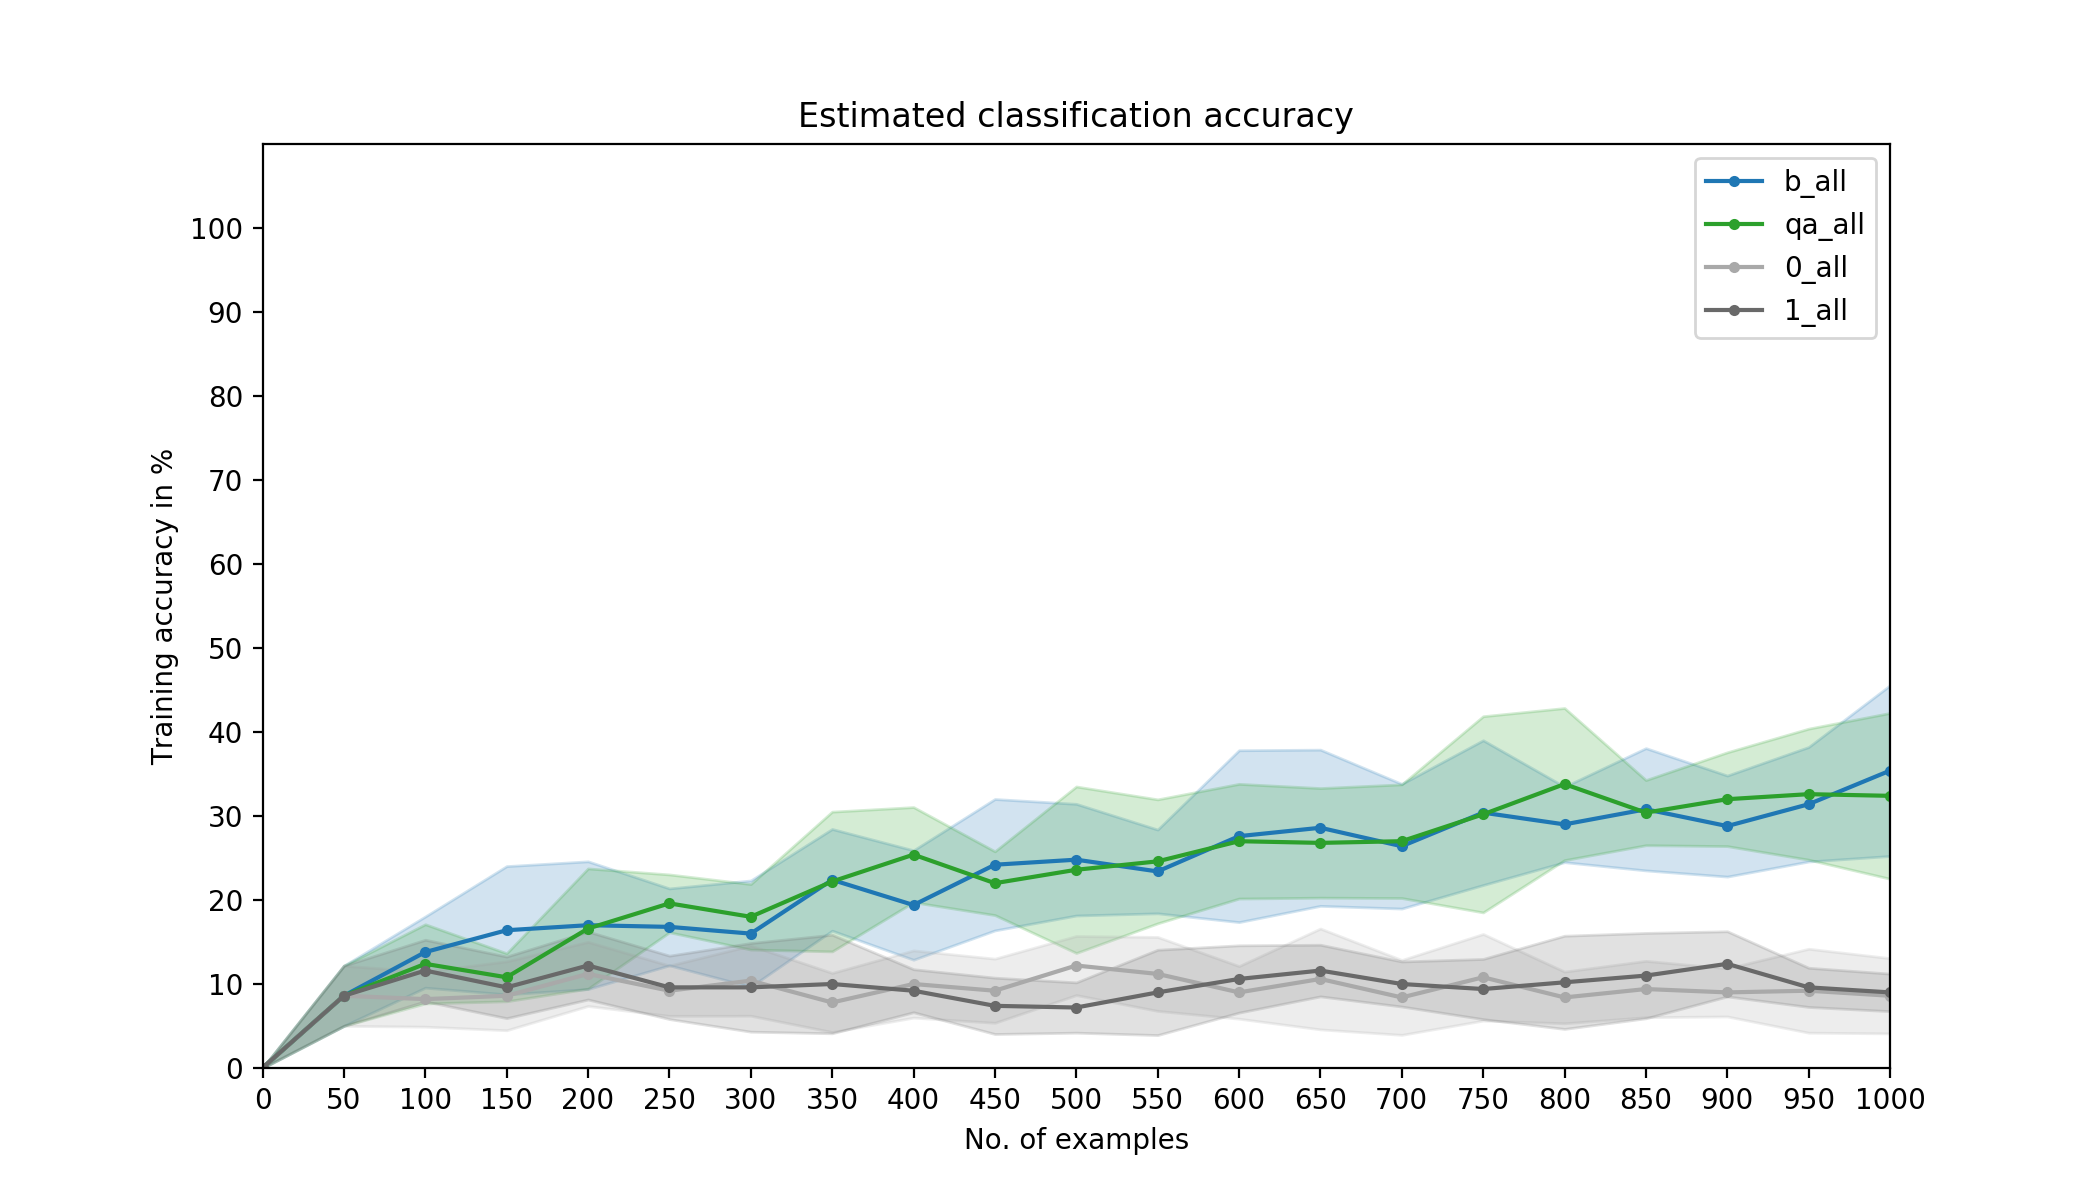 Estimated classification accuracy
b_all
qa_all
0_all
1_all
100
90
80
70
60
50
40
30
20
10
0
Training accuracy in %
0 50 100 150 200 250 300 350 400 450 500 550 600 650 700 750 800 850 900 950 1000
No. of examples